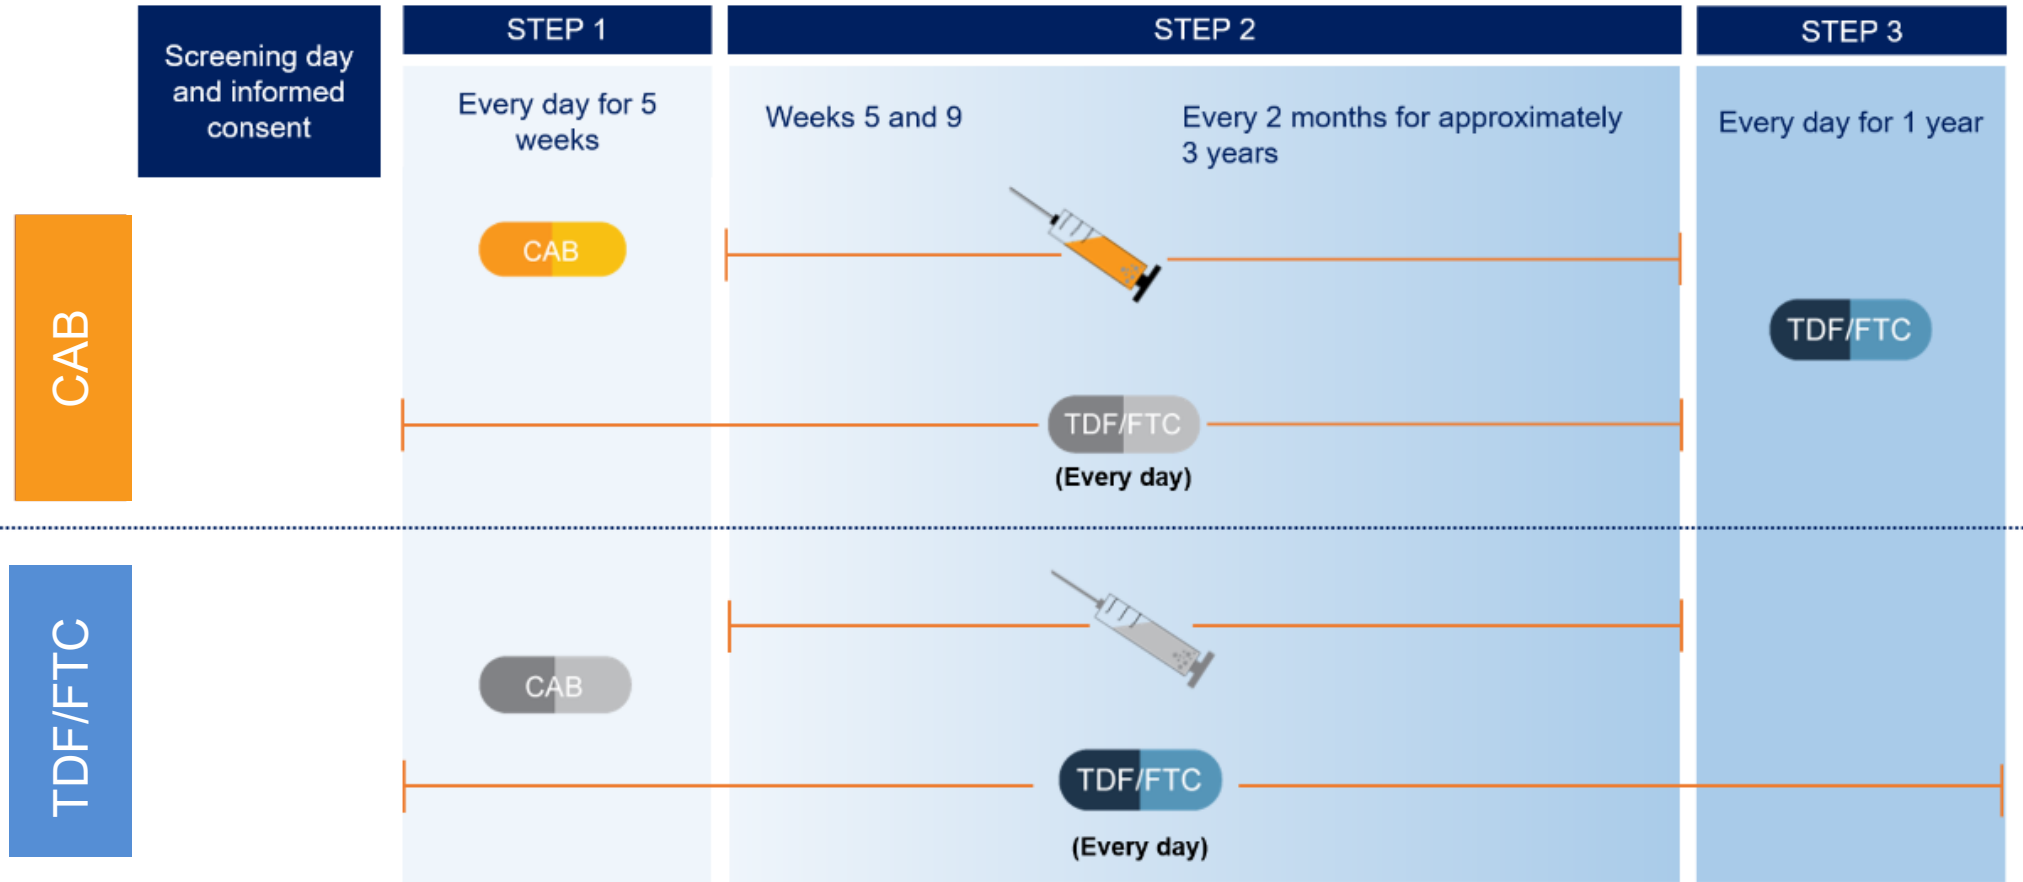 Screening day
and informed
consent
STEP 1
STEP 2
STEP 3
Every day for 5
weeks
Weeks 5 and 9
Every 2 months for approximately
3 years
Every day for 1 year
CAB
CAB
TDF/FTC
TDF/FTC
(Every day)
TDF/FTC
CAB
TDF/FTC
(Every day)